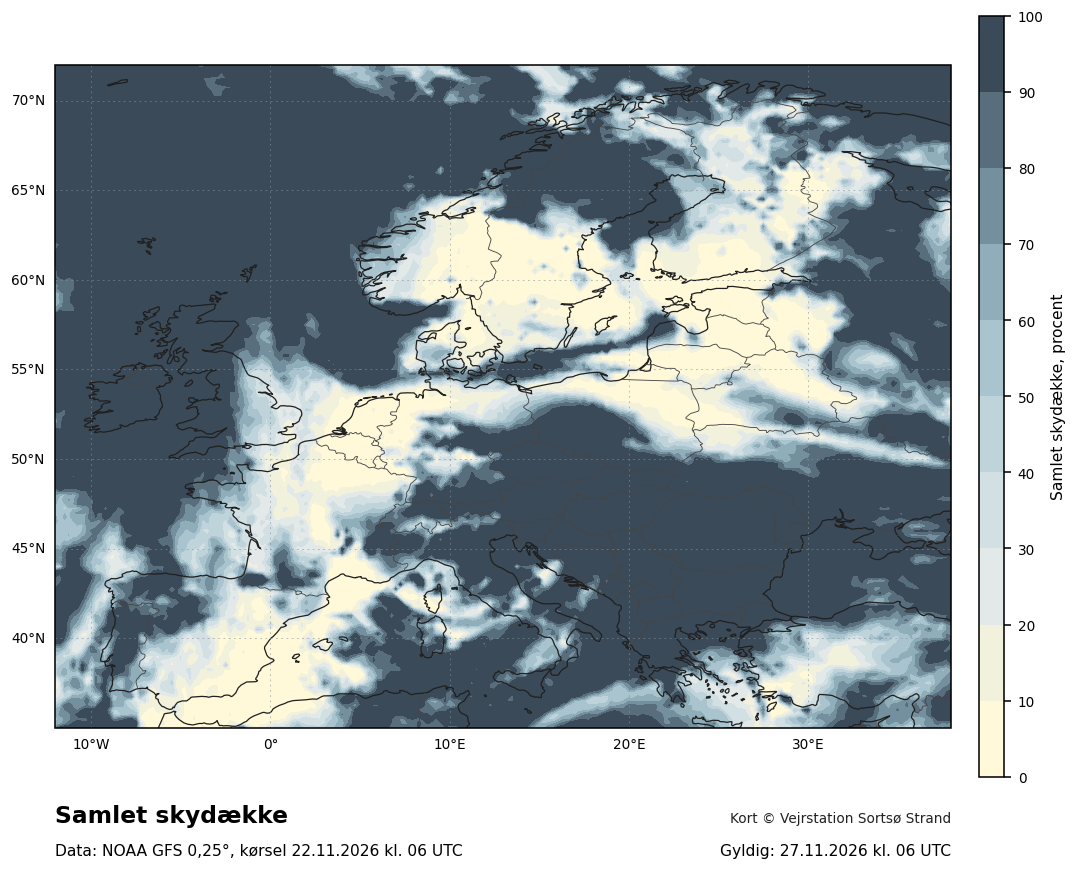 70°N
65°N
60°N
55°N
50°N
45°N
40°N
10°W
0°
10°E
20°E
30°E
100
90
80
70
60
50
40
30
20
10
0
Samlet skydække, procent
Samlet skydække
Kort © Vejrstation Sortsø Strand
Data: NOAA GFS 0,25°, kørsel 22.11.2026 kl. 06 UTC
Gyldig: 27.11.2026 kl. 06 UTC